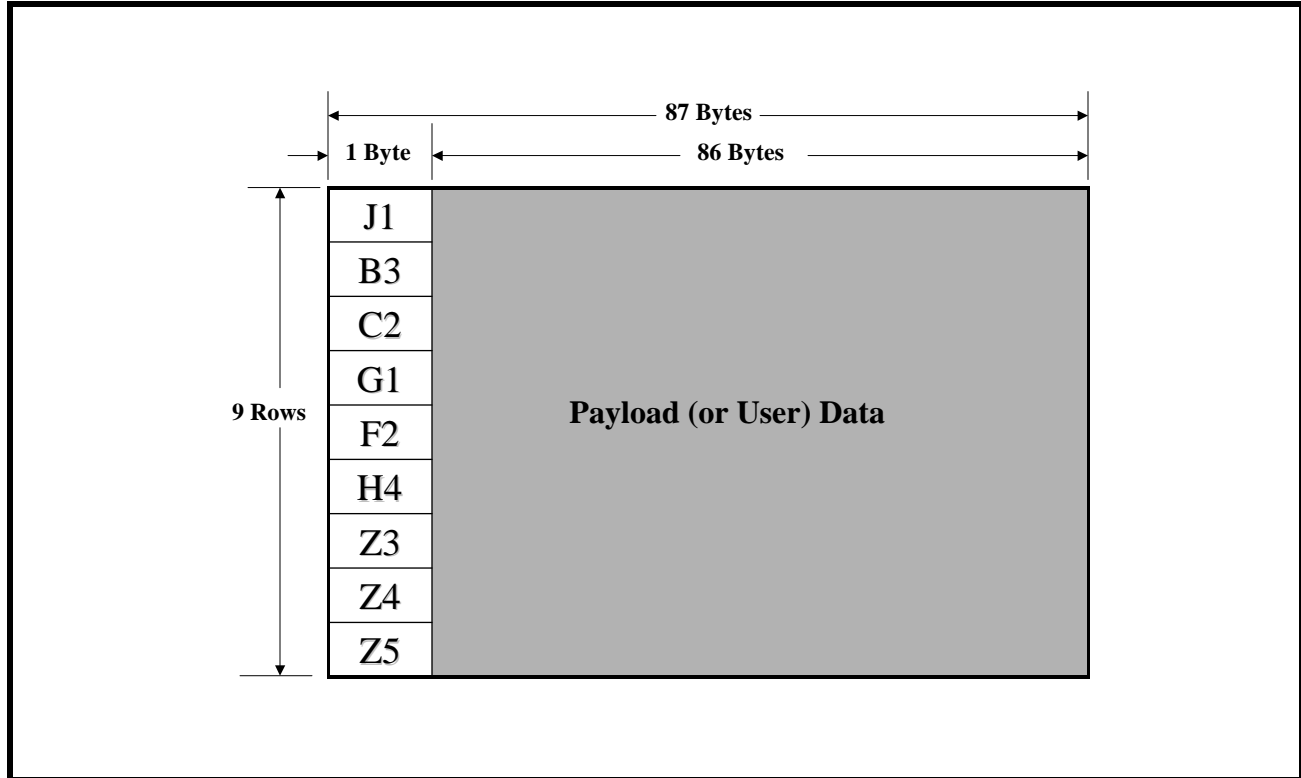 87 Bytes
1 Byte
86 Bytes
J1
B3
C2
G1
F2
H4
Z3
Z4
Z5
9 Rows
Payload (or User) Data